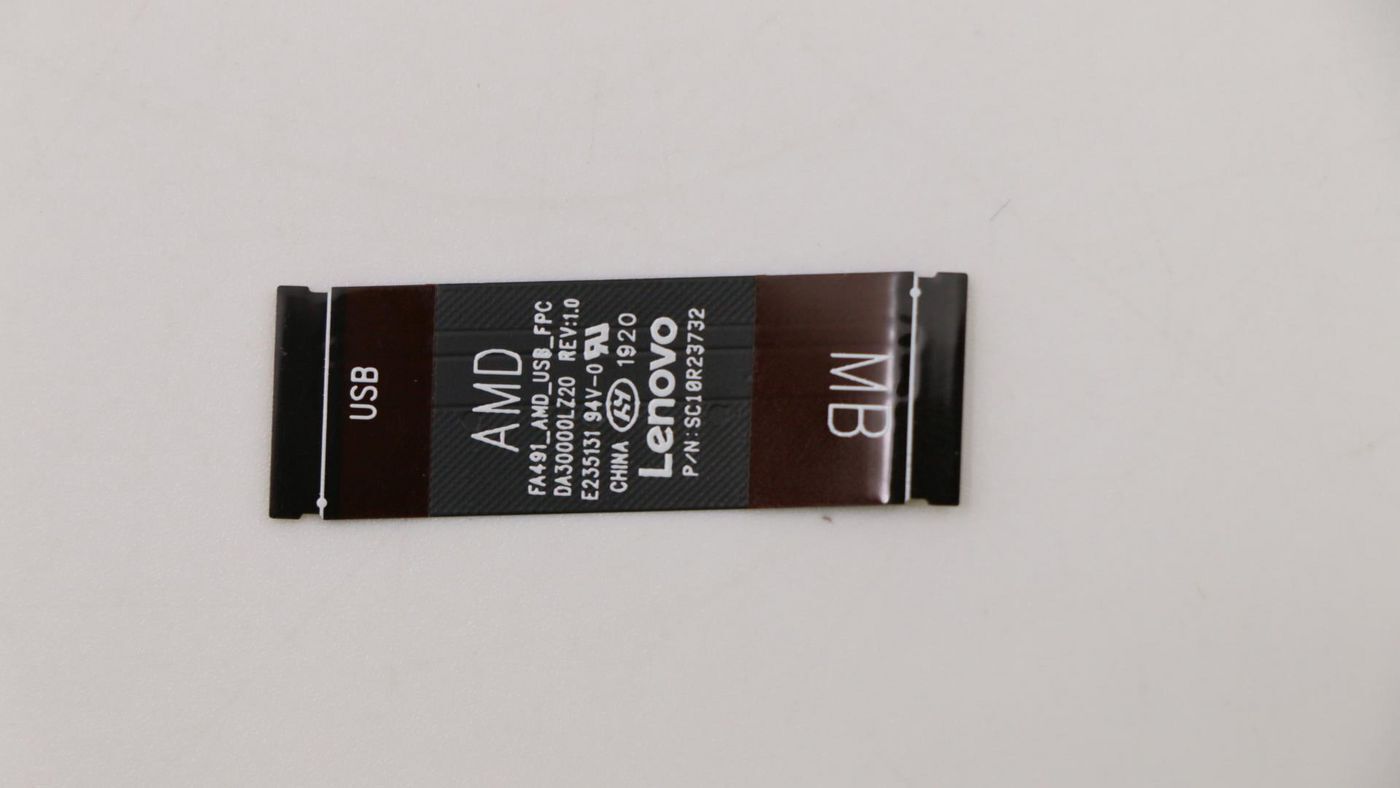 USB
AMD
FA491_AMD_USB_FPC
DA30000LZ20 REV:1.0
E235131 94V-0
CHINA 1920
Lenovo
P/N:SC10R23732
MB